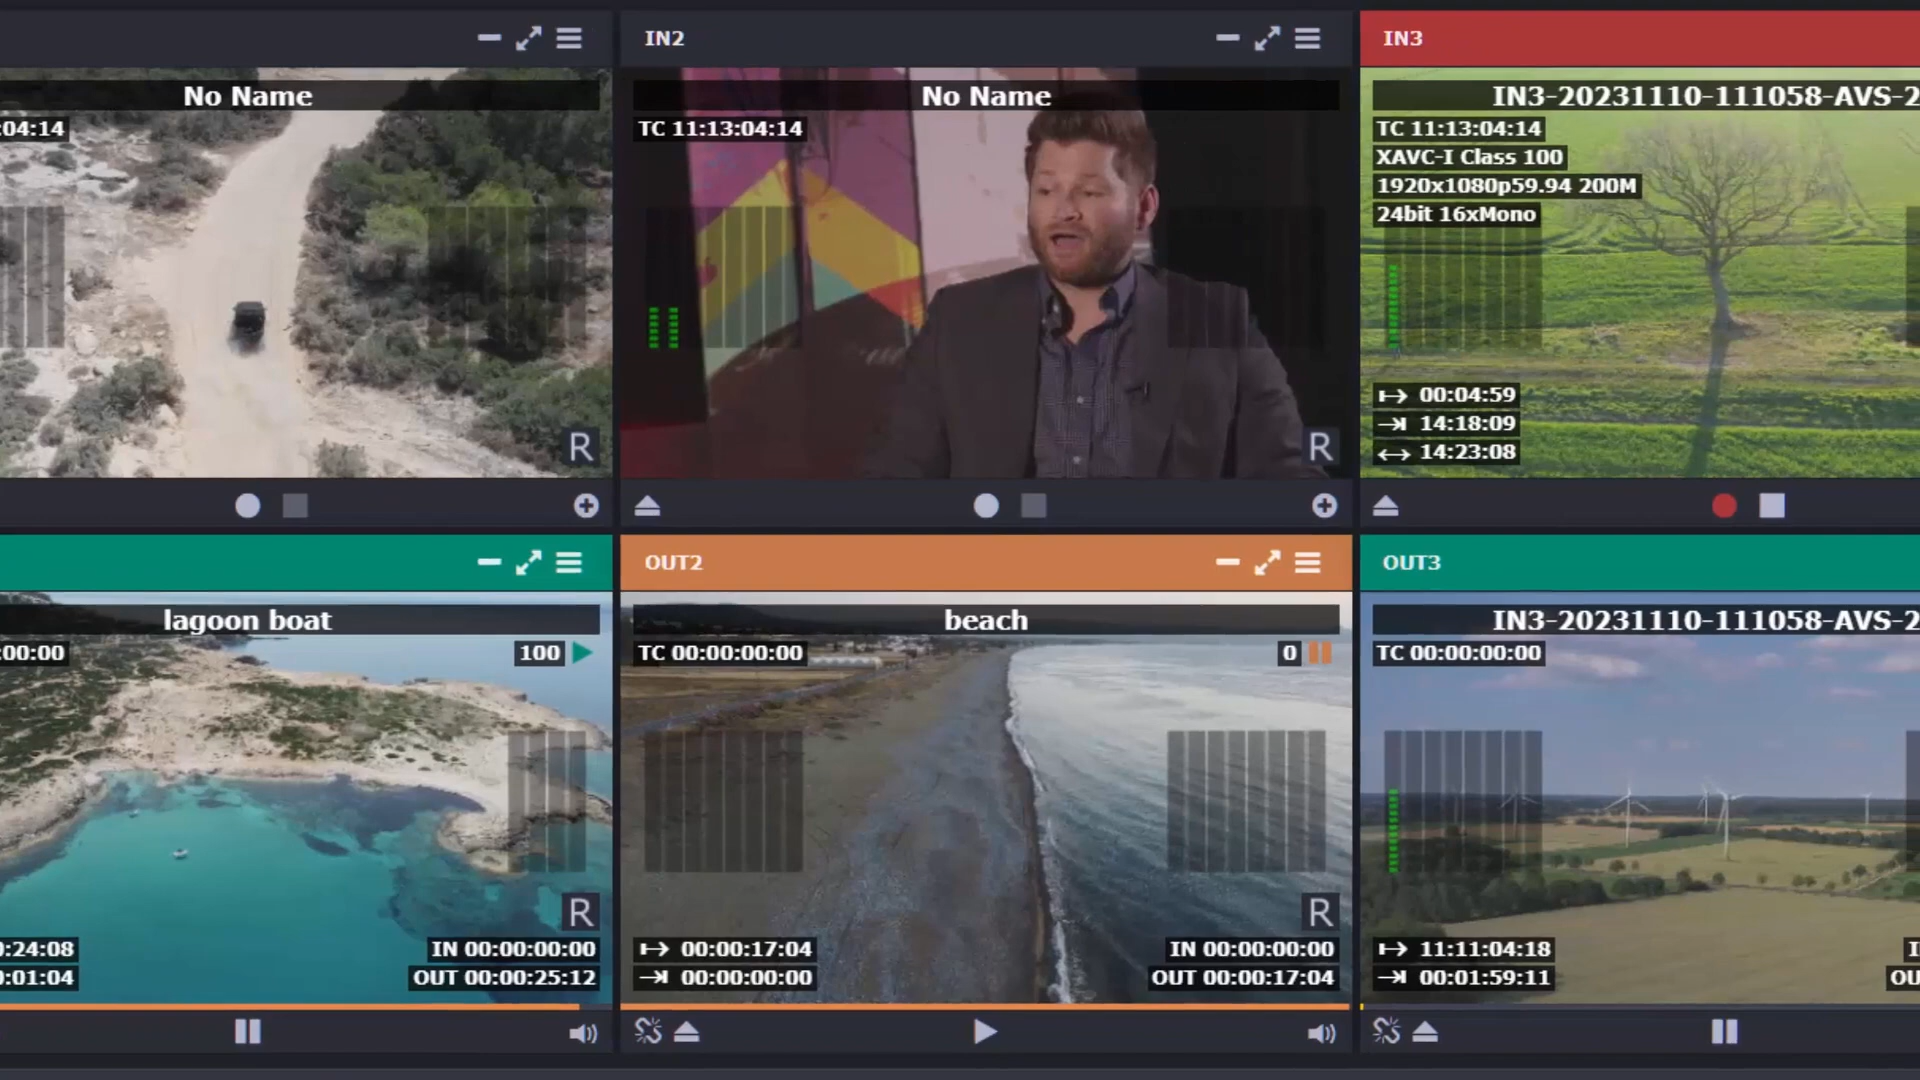 No Name
:04:14
R
IN2
No Name
TC 11:13:04:14
R
IN3
IN3-20231110-111058-AVS-2
TC 11:13:04:14
XAVC-I Class 100
1920x1080p59.94 200M
24bit 16xMono
00:04:59
14:18:09
14:23:08
lagoon boat
:00:00
100
R
:24:08
IN 00:00:00:00
:01:04
OUT 00:00:25:12
OUT2
beach
TC 00:00:00:00
0
R
00:00:17:04
IN 00:00:00:00
00:00:00:00
OUT 00:00:17:04
OUT3
IN3-20231110-111058-AVS-2
TC 00:00:00:00
11:11:04:18
I
00:01:59:11
OU